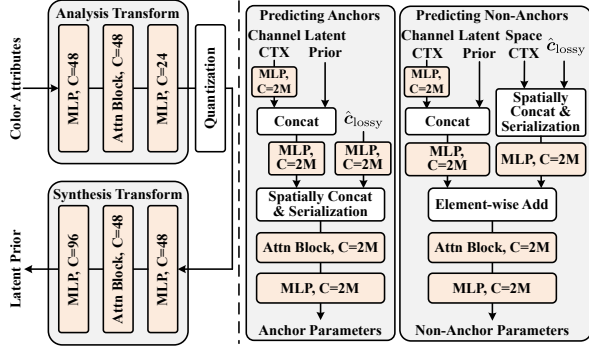 Analysis Transform
Color Attributes
MLP, C=48
Attn Block, C=48
MLP, C=24
Quantization
Synthesis Transform
Latent Prior
MLP, C=96
Attn Block, C=48
MLP, C=48
Predicting Anchors
Channel Latent
CTX Prior
MLP,
C=2M
Concat
ĉlossy
MLP,
C=2M
MLP,
C=2M
Spatially Concat
& Serialization
Attn Block, C=2M
MLP, C=2M
Anchor Parameters
Predicting Non-Anchors
Channel Latent Space
CTX Prior CTX ĉlossy
MLP,
C=2M
Concat
Spatially
Concat &
Serialization
MLP,
C=2M
MLP, C=2M
Element-wise Add
Attn Block, C=2M
MLP, C=2M
Non-Anchor Parameters